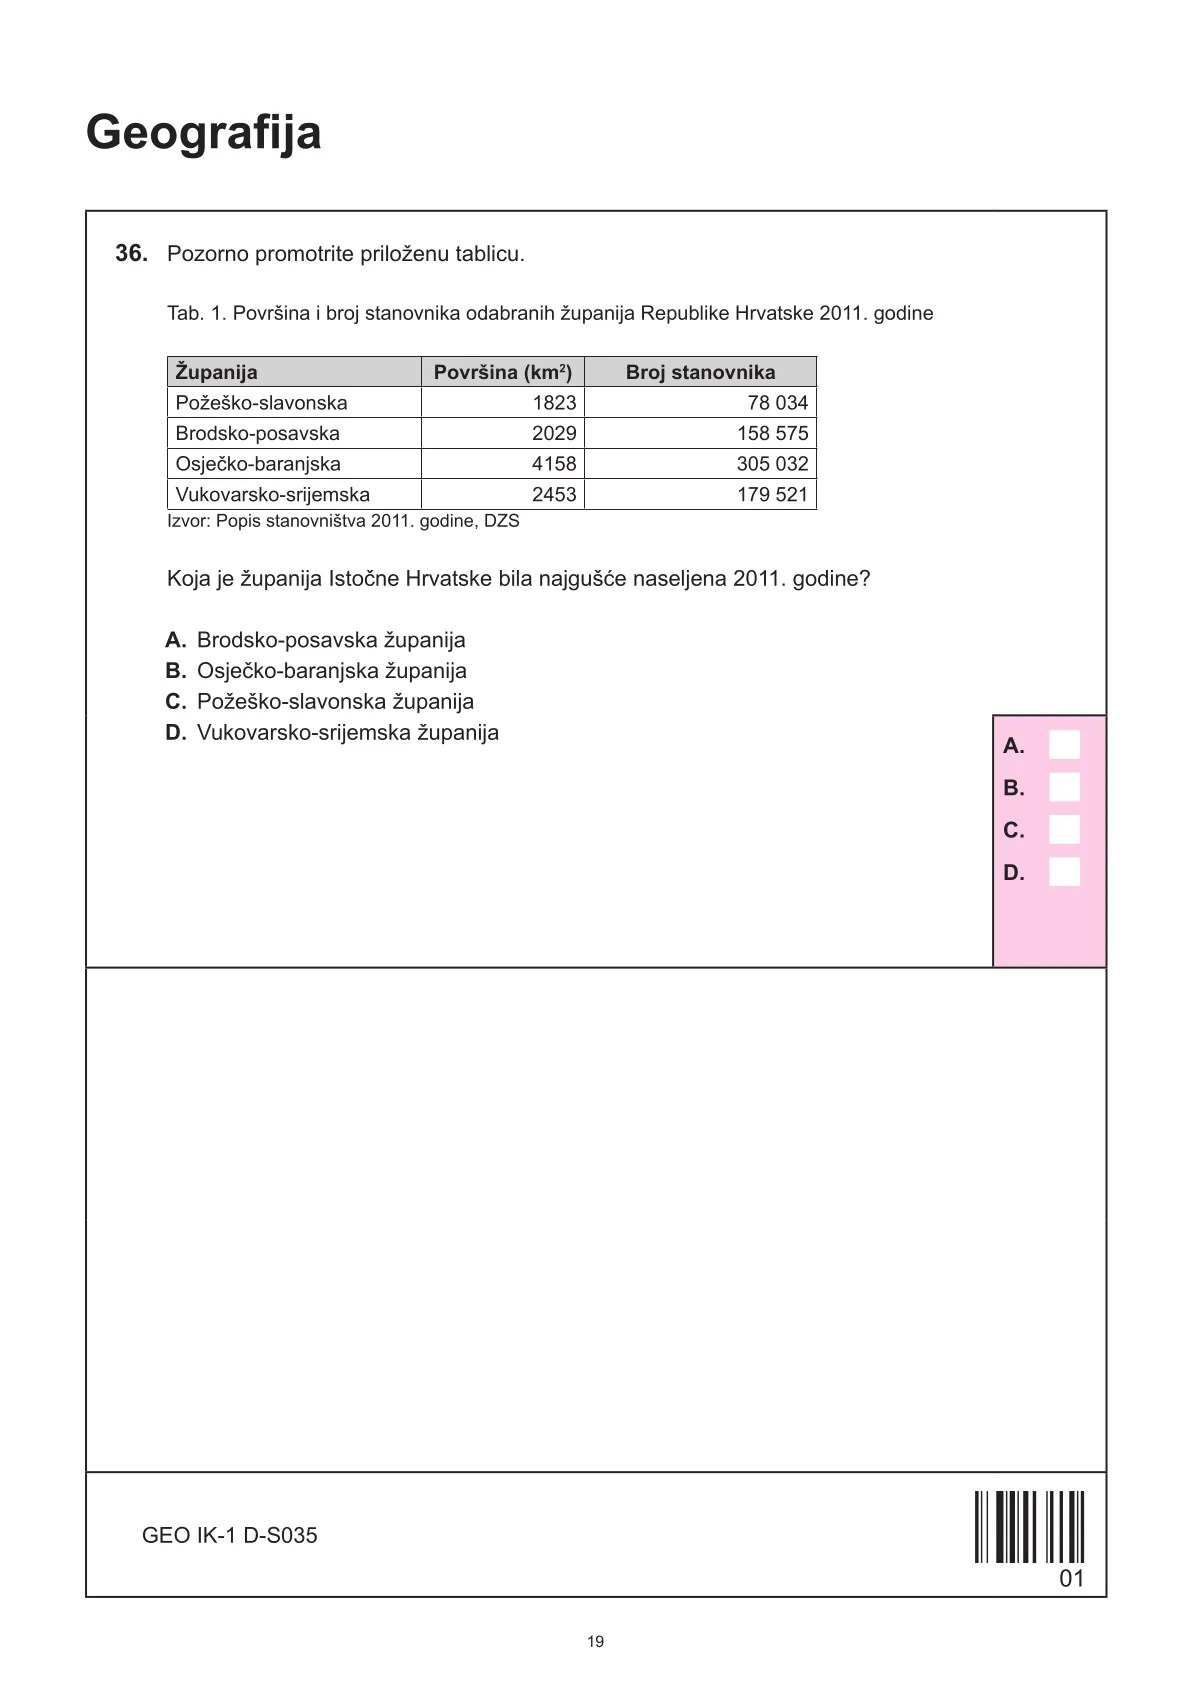 Geografija
36. Pozorno promotrite priloženu tablicu.
Tab. 1. Površina i broj stanovnika odabranih županija Republike Hrvatske 2011. godine
Županija Površina (km²) Broj stanovnika
Požeško-slavonska 1823 78 034
Brodsko-posavska 2029 158 575
Osječko-baranjska 4158 305 032
Vukovarsko-srijemska 2453 179 521
Izvor: Popis stanovništva 2011. godine, DZS
Koja je županija Istočne Hrvatske bila najgušće naseljena 2011. godine?
A. Brodsko-posavska županija
B. Osječko-baranjska županija
C. Požeško-slavonska županija
D. Vukovarsko-srijemska županija
A.
B.
C.
D.
GEO IK-1 D-S035
01
19